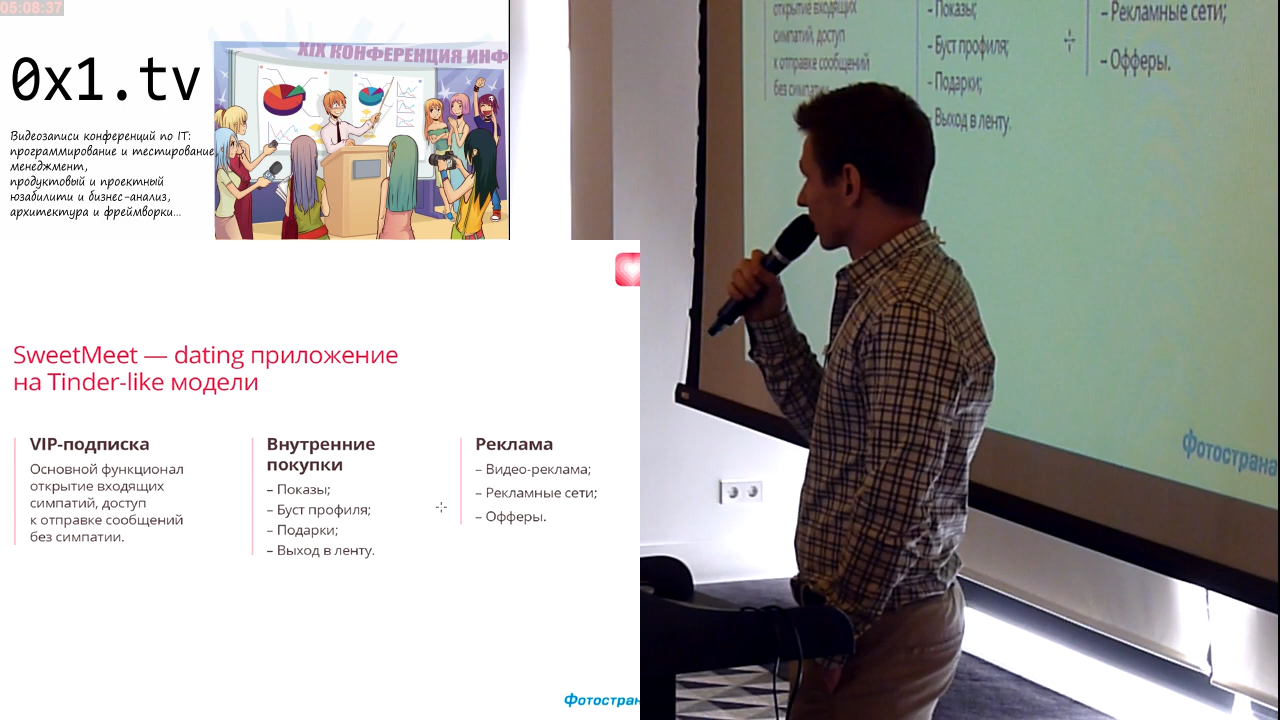 05:08:37
0x1.tv
Видеозаписи конференций по IT:
программирование и тестирование,
менеджмент,
продуктовый и проектный
юзабилити и бизнес-анализ,
архитектура и фреймворки...
XIX КОНФЕРЕНЦИЯ ИНФ
SweetMeet — dating приложение
на Tinder-like модели
VIP-подписка
Основной функционал
открытие входящих
симпатий, доступ
к отправке сообщений
без симпатии.
Внутренние
покупки
– Показы;
– Буст профиля;
– Подарки;
– Выход в ленту.
Реклама
– Видео-реклама;
– Рекламные сети;
– Офферы.
Фотостран
открытие входящих
симпатий, доступ
к отправке сообщений
без симпат
– Показы;
– Буст профиля;
– Подарки;
– Выход в ленту.
– Рекламные сети;
– Офферы.
Фотострана